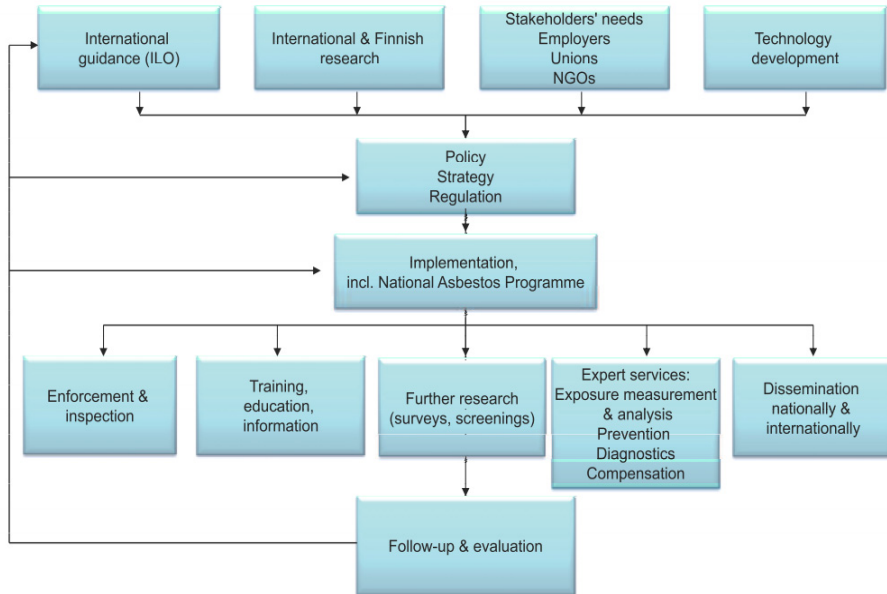 International
guidance (ILO)
International & Finnish
research
Stakeholders' needs
Employers
Unions
NGOs
Technology
development
Policy
Strategy
Regulation
Implementation,
incl. National Asbestos Programme
Enforcement &
inspection
Training,
education,
information
Further research
(surveys, screenings)
Expert services:
Exposure measurement
& analysis
Prevention
Diagnostics
Compensation
Dissemination
nationally &
internationally
Follow-up & evaluation